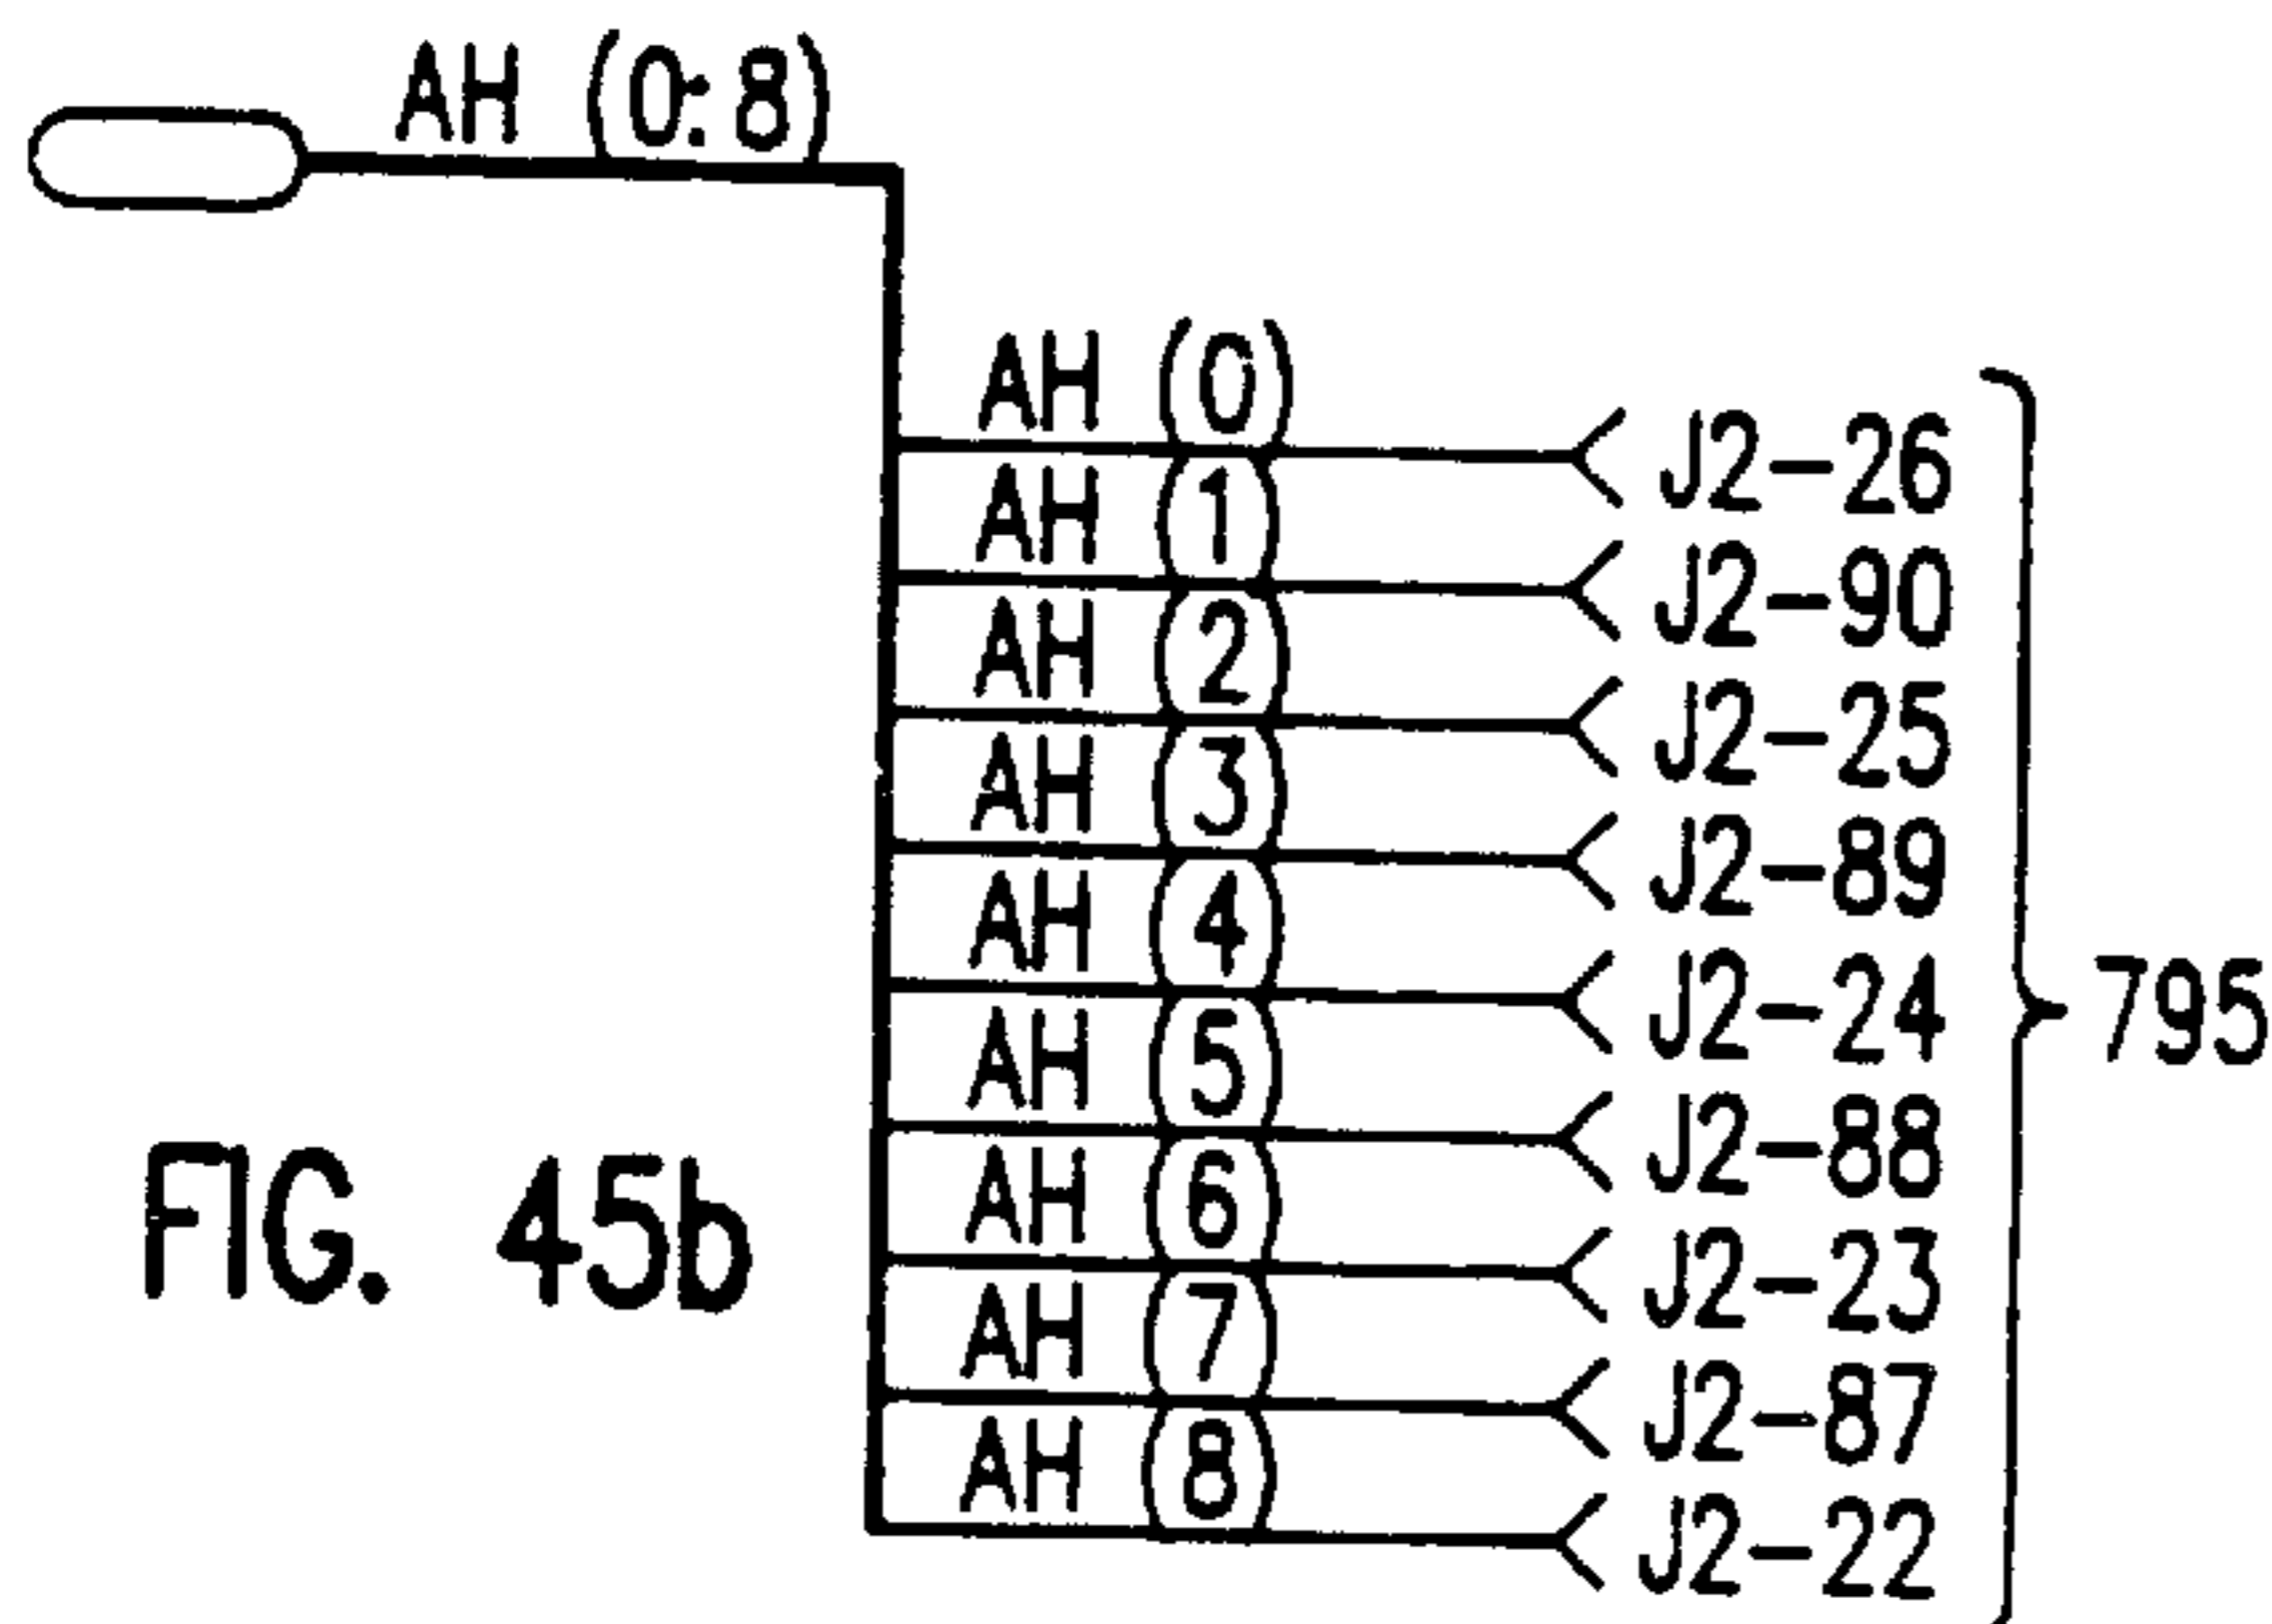 AH (0:8)
AH (0)
J2-26
AH (1)
J2-90
AH (2)
J2-25
AH (3)
J2-89
AH (4)
J2-24
795
AH (5)
J2-88
FIG. 45b
AH (6)
J2-23
AH (7)
J2-87
AH (8)
J2-22